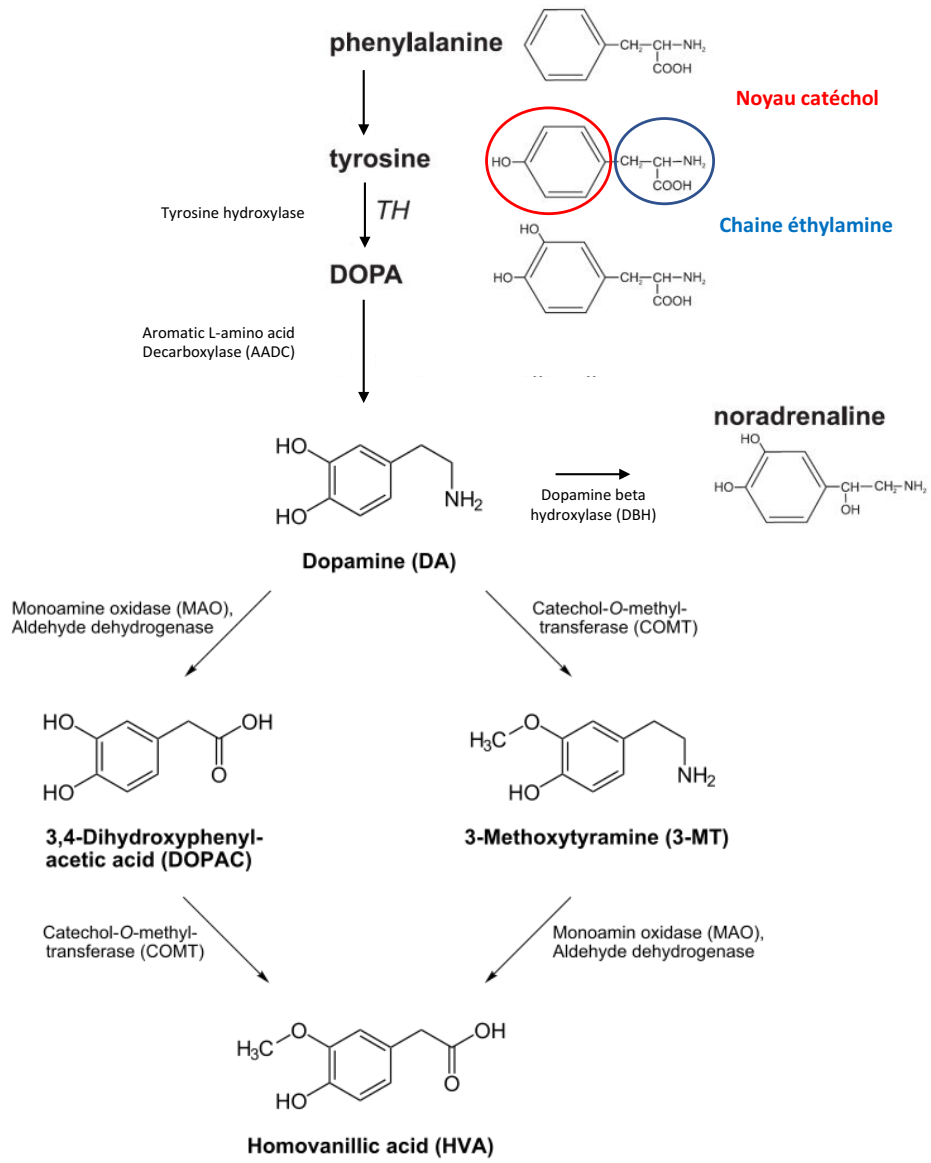 phenylalanine
CH₂—CH—NH₂
COOH
Noyau catéchol
tyrosine
HO
CH₂—CH—NH₂
COOH
Tyrosine hydroxylase
TH
Chaine éthylamine
HO
DOPA
HO
CH₂—CH—NH₂
COOH
Aromatic L-amino acid
Decarboxylase (AADC)
noradrenaline
HO
HO
CH—CH₂—NH₂
OH
HO
HO
NH₂
Dopamine beta
hydroxylase (DBH)
Dopamine (DA)
Monoamine oxidase (MAO),
Aldehyde dehydrogenase
Catechol-O-methyl-
transferase (COMT)
HO
HO
OH
O
H₃C
O
HO
NH₂
3,4-Dihydroxyphenyl-
acetic acid (DOPAC)
3-Methoxytyramine (3-MT)
Catechol-O-methyl-
transferase (COMT)
Monoamin oxidase (MAO),
Aldehyde dehydrogenase
H₃C
O
HO
OH
O
Homovanillic acid (HVA)